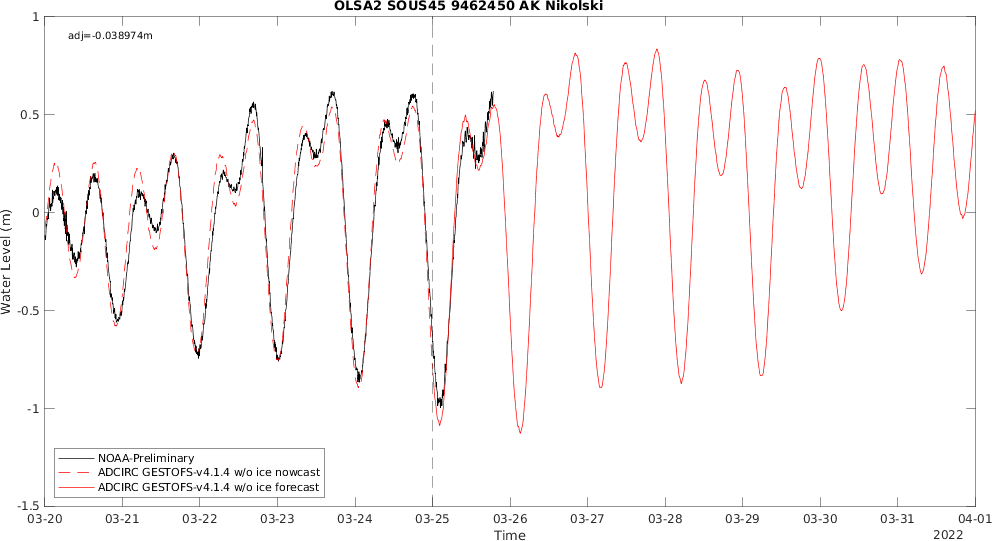 OLSA2 SOUS45 9462450 AK Nikolski
adj=-0.038974m
Water Level (m)
1
0.5
0
-0.5
-1
-1.5
NOAA-Preliminary
ADCIRC GESTOFS-v4.1.4 w/o ice nowcast
ADCIRC GESTOFS-v4.1.4 w/o ice forecast
03-20 03-21 03-22 03-23 03-24 03-25 03-26 03-27 03-28 03-29 03-30 03-31 04-01
Time
2022